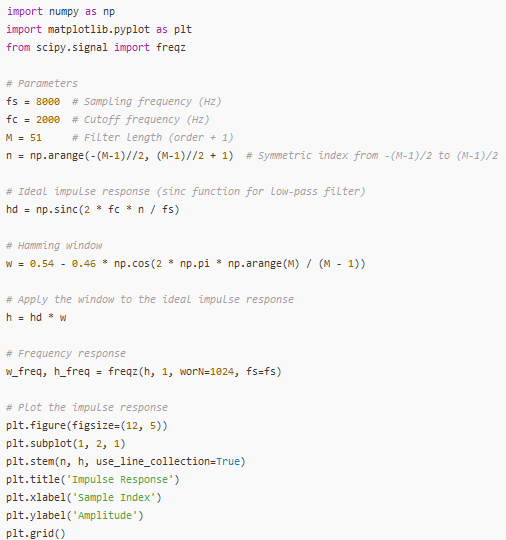 import numpy as np
import matplotlib.pyplot as plt
from scipy.signal import freqz
# Parameters
fs = 8000  # Sampling frequency (Hz)
fc = 2000  # Cutoff frequency (Hz)
M = 51     # Filter length (order + 1)
n = np.arange(-(M-1)//2, (M-1)//2 + 1)  # Symmetric index from -(M-1)/2 to (M-1)/2
# Ideal impulse response (sinc function for low-pass filter)
hd = np.sinc(2 * fc * n / fs)
# Hamming window
w = 0.54 - 0.46 * np.cos(2 * np.pi * np.arange(M) / (M - 1))
# Apply the window to the ideal impulse response
h = hd * w
# Frequency response
w_freq, h_freq = freqz(h, 1, worN=1024, fs=fs)
# Plot the impulse response
plt.figure(figsize=(12, 5))
plt.subplot(1, 2, 1)
plt.stem(n, h, use_line_collection=True)
plt.title('Impulse Response')
plt.xlabel('Sample Index')
plt.ylabel('Amplitude')
plt.grid()